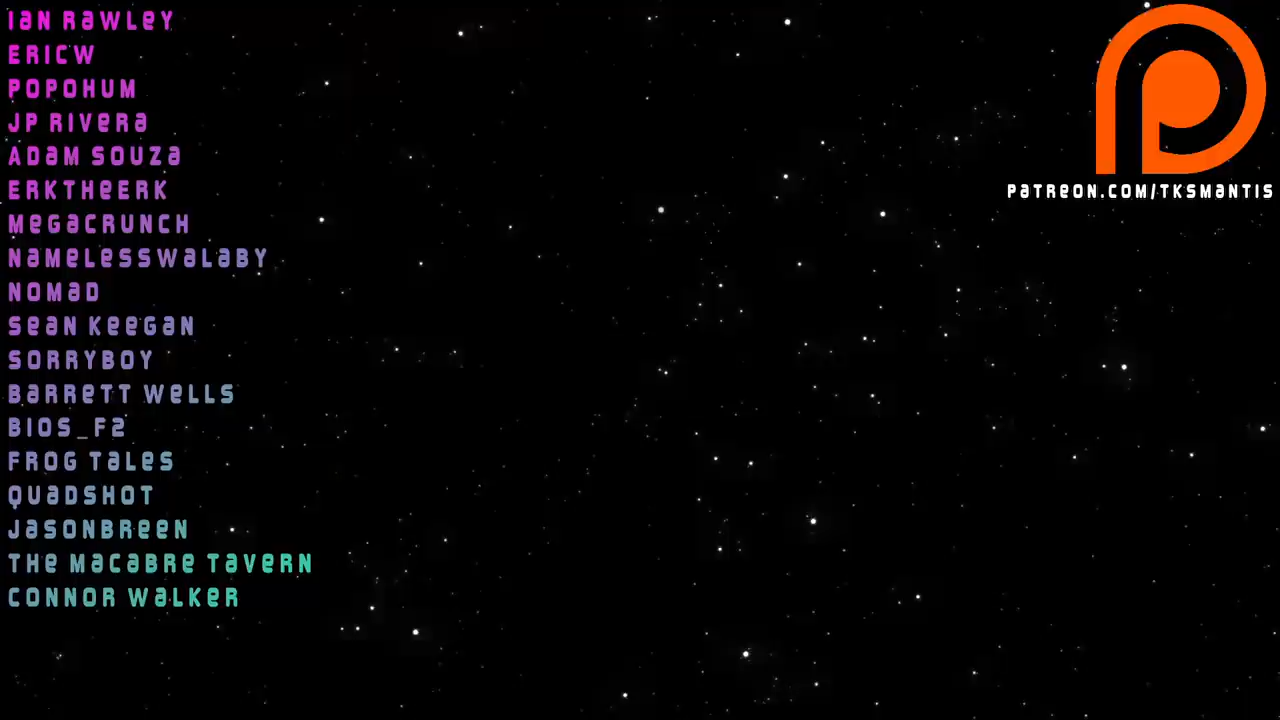 IAN RAWLEY
ERICW
POPOHUM
JP RIVERA
ADAM SOUZA
ERKTHEERK
MEGACRUNCH
NAMELESSWALABY
NOMAD
SEAN KEEGAN
SORRYBOY
BARRETT WELLS
BIOS_F2
FROG TALES
QUADSHOT
JASONBREEN
THE MACABRE TAVERN
CONNOR WALKER
PATREON.COM/TKSMANTIS